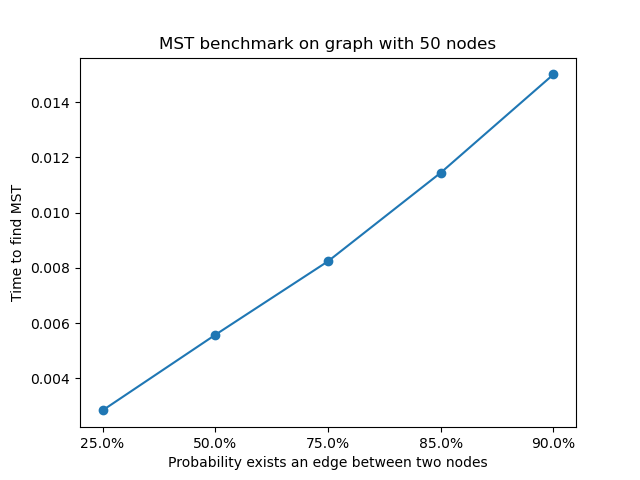 MST benchmark on graph with 50 nodes
Time to find MST
0.014
0.012
0.010
0.008
0.006
0.004
25.0% 50.0% 75.0% 85.0% 90.0%
Probability exists an edge between two nodes